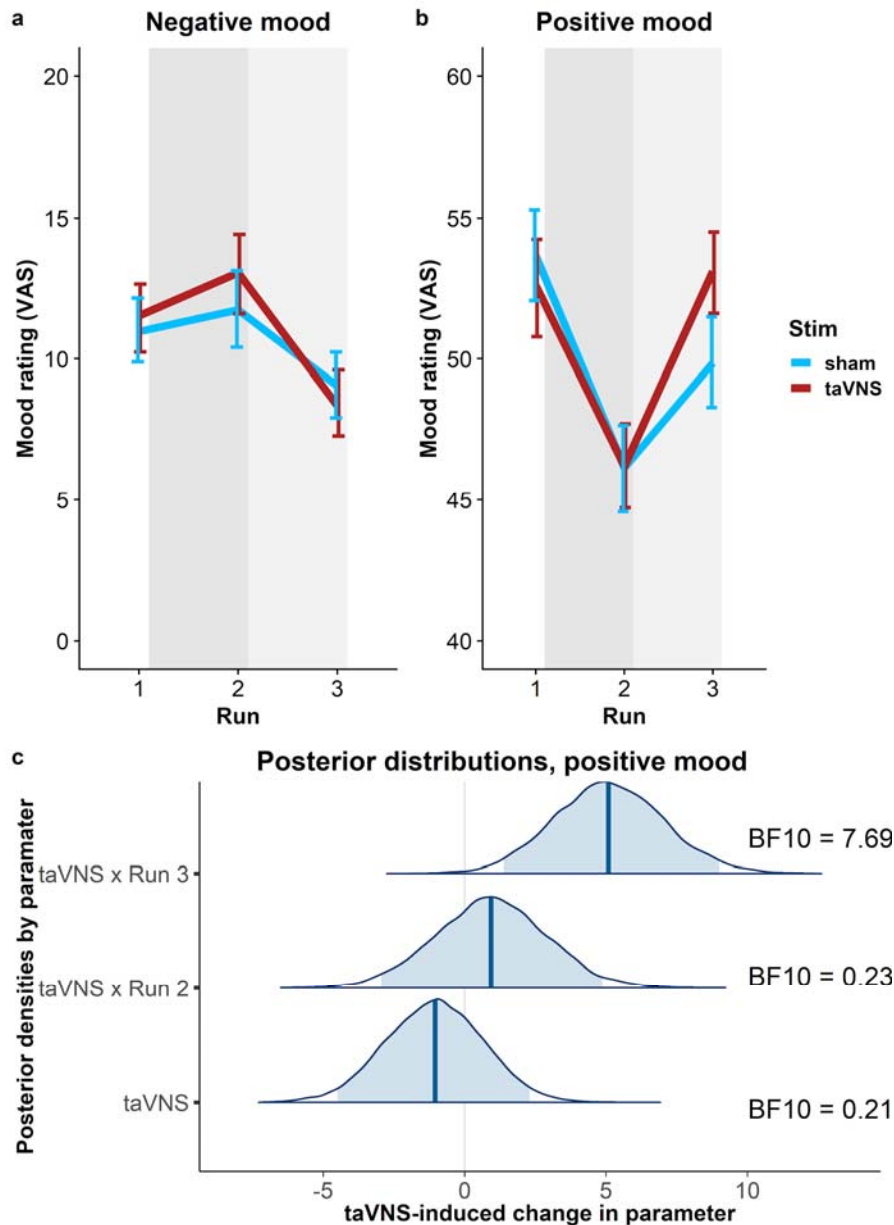 a
Negative mood
20
15
10
5
0
Mood rating (VAS)
1 2 3
Run
b
Positive mood
60
55
50
45
40
Mood rating (VAS)
1 2 3
Run
Stim
sham
taVNS
c
Posterior distributions, positive mood
Posterior densities by paramater
taVNS x Run 3
BF10 = 7.69
taVNS x Run 2
BF10 = 0.23
taVNS
BF10 = 0.21
-5 0 5 10
taVNS-induced change in parameter